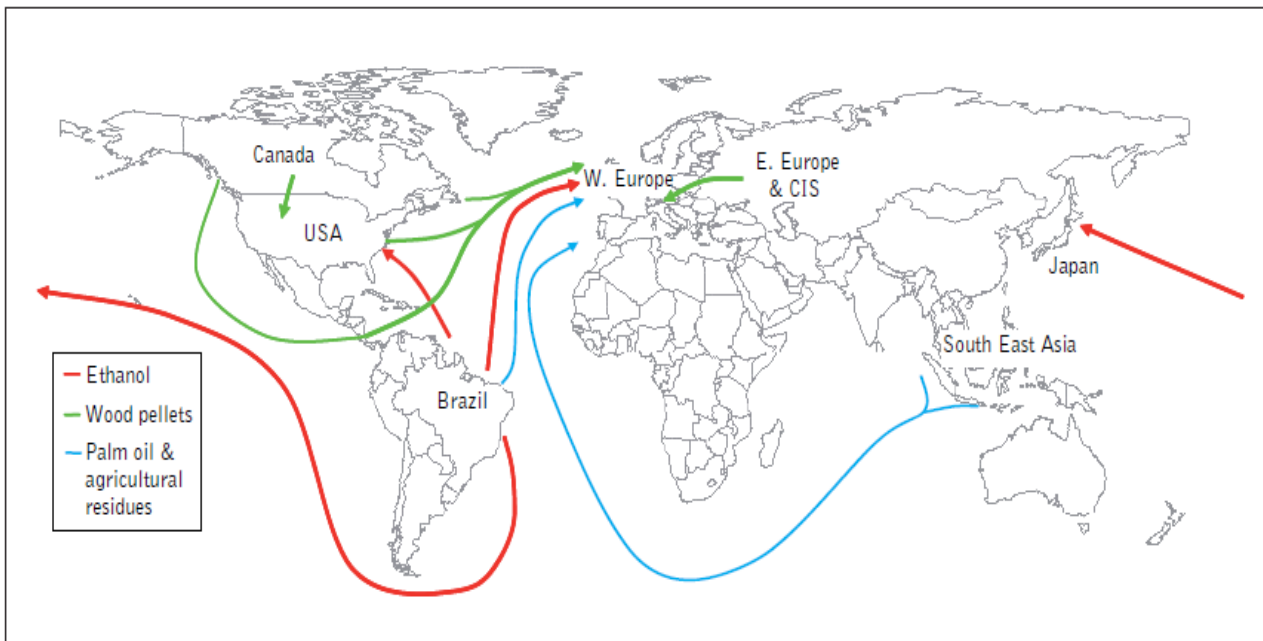 Canada
USA
W. Europe
E. Europe
& CIS
Japan
South East Asia
Brazil
Ethanol
Wood pellets
Palm oil &
agricultural
residues